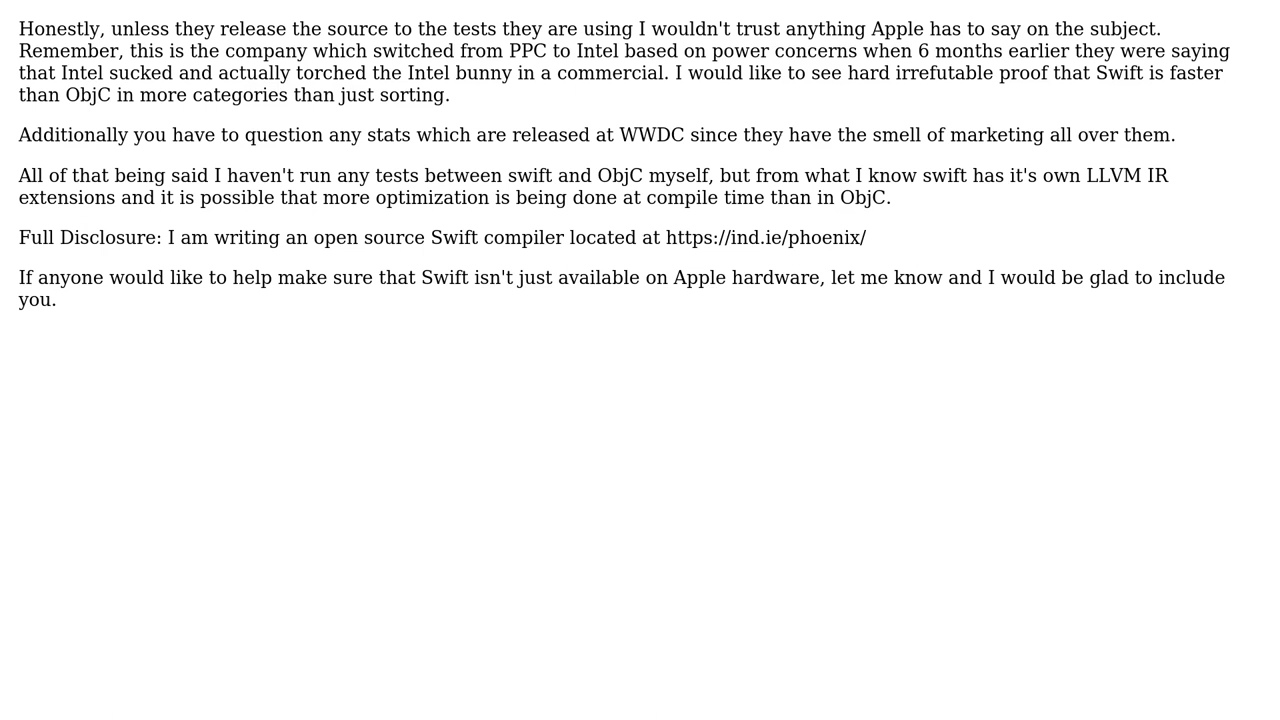 Honestly, unless they release the source to the tests they are using I wouldn't trust anything Apple has to say on the subject.
Remember, this is the company which switched from PPC to Intel based on power concerns when 6 months earlier they were saying
that Intel sucked and actually torched the Intel bunny in a commercial. I would like to see hard irrefutable proof that Swift is faster
than ObjC in more categories than just sorting.
Additionally you have to question any stats which are released at WWDC since they have the smell of marketing all over them.
All of that being said I haven't run any tests between swift and ObjC myself, but from what I know swift has it's own LLVM IR
extensions and it is possible that more optimization is being done at compile time than in ObjC.
Full Disclosure: I am writing an open source Swift compiler located at https://ind.ie/phoenix/
If anyone would like to help make sure that Swift isn't just available on Apple hardware, let me know and I would be glad to include
you.